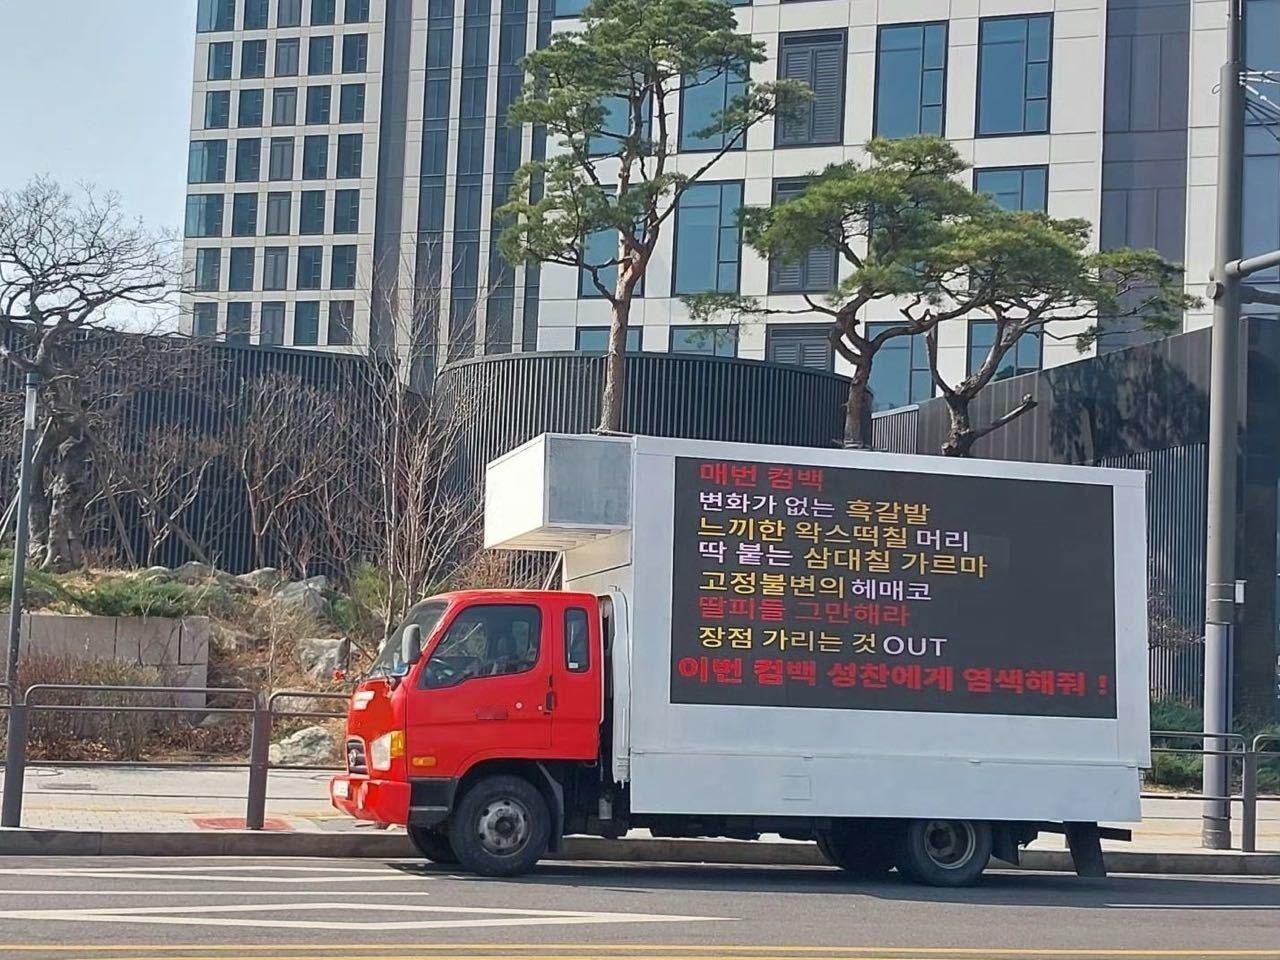 매번 컴백
변화가 없는 흑갈발
느끼한 왁스떡칠 머리
딱 붙는 삼대칠 가르마
고정불변의 헤매코
딸피들 그만해라
장점 가리는 것 OUT
이번 컴백 성찬에게 염색해줘 !